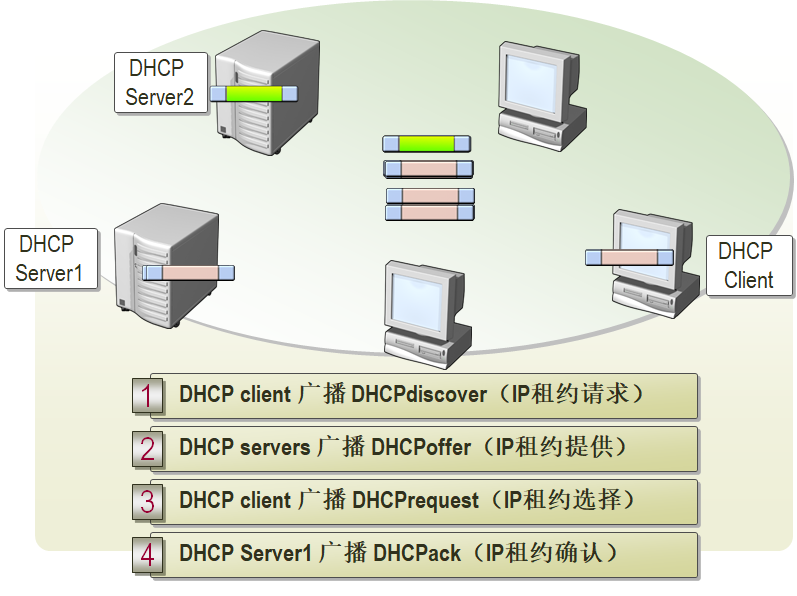 DHCP
Server2
DHCP
Server1
DHCP
Client
1 DHCP client 广播 DHCPdiscover（IP租约请求）
2 DHCP servers 广播 DHCPoffer（IP租约提供）
3 DHCP client 广播 DHCPrequest（IP租约选择）
4 DHCP Server1 广播 DHCPack（IP租约确认）